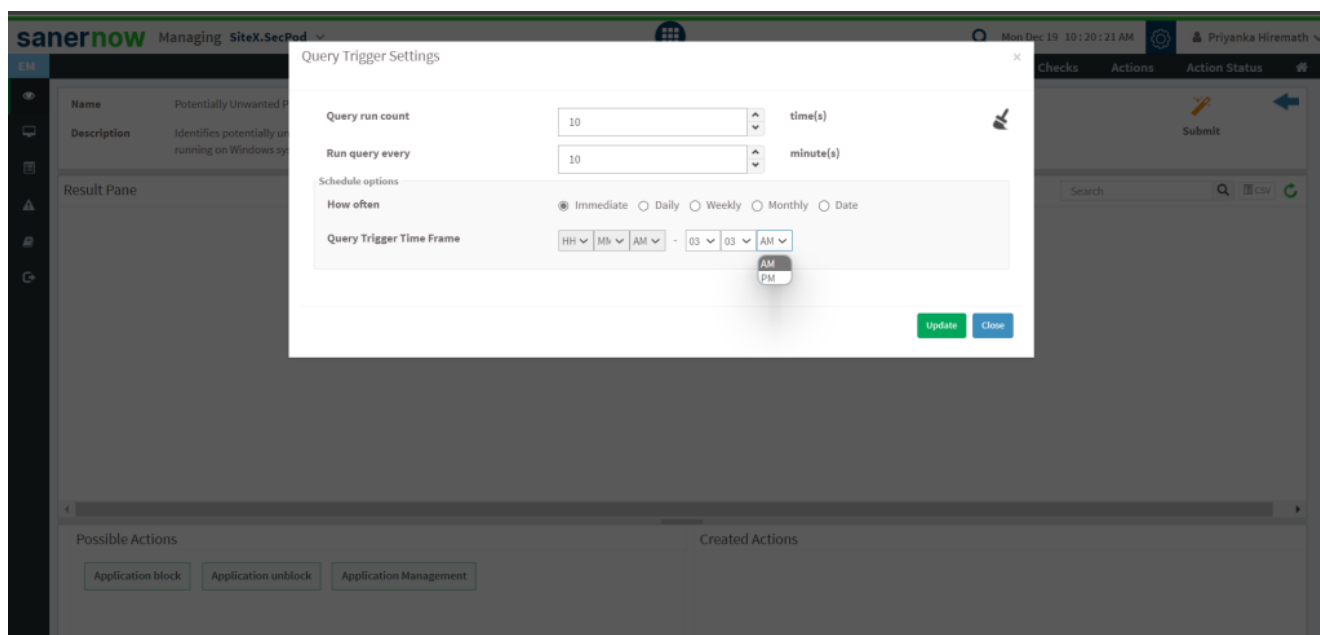 sanernow Managing SiteX.SecPod
Mon Dec 19 10:20:21 AM
Priyanka Hiremath
EM
Checks Actions Action Status
Query Trigger Settings
×
Name Potentially Unwanted P
Description Identifies potentially un
running on Windows sy
Submit
Query run count 10 time(s)
Run query every 10 minute(s)
Schedule options
How often Immediate Daily Weekly Monthly Date
Query Trigger Time Frame HH MM AM - 03 03 AM
AM
PM
Update Close
Result Pane
Search CSV
Possible Actions
Application block Application unblock Application Management
Created Actions